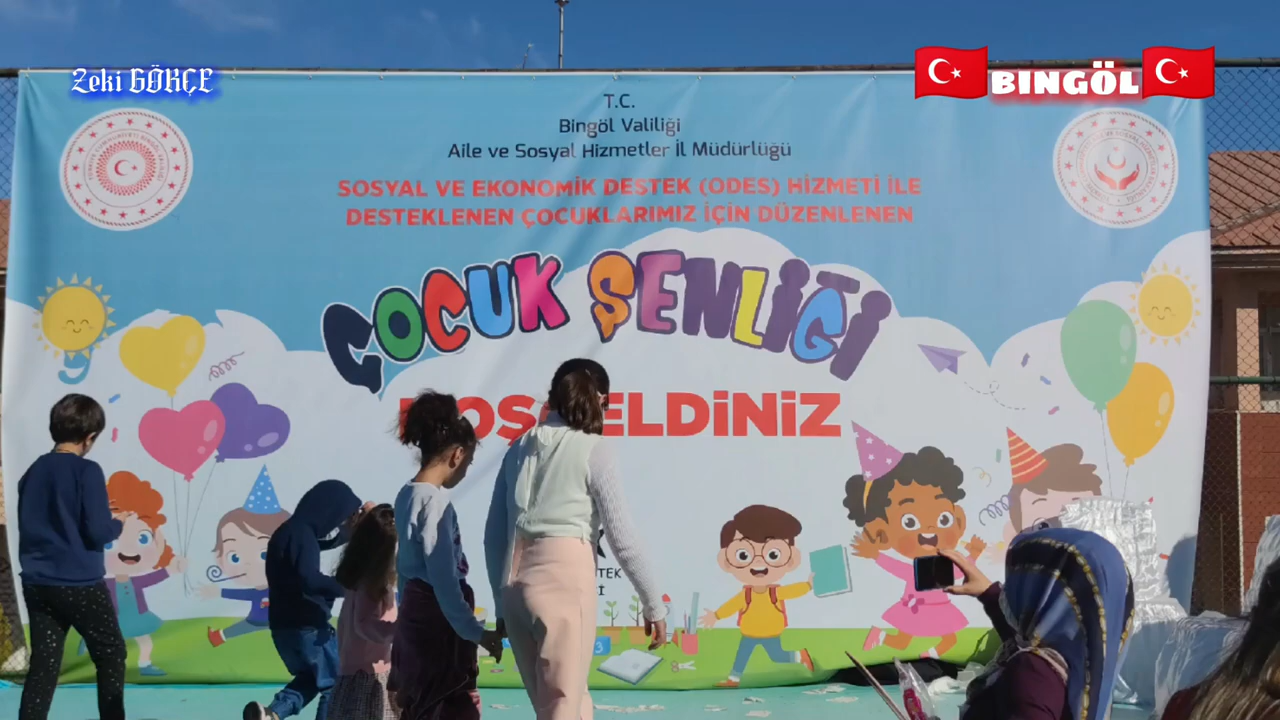 Zeki GÖKÇE
BINGÖL
T.C.
Bingöl Valiliği
Aile ve Sosyal Hizmetler İl Müdürlüğü
SOSYAL VE EKONOMİK DESTEK (ODES) HİZMETİ İLE
DESTEKLENEN ÇOCUKLARIMIZ İÇİN DÜZENLENEN
ÇOCUK ŞENLİĞİ
3